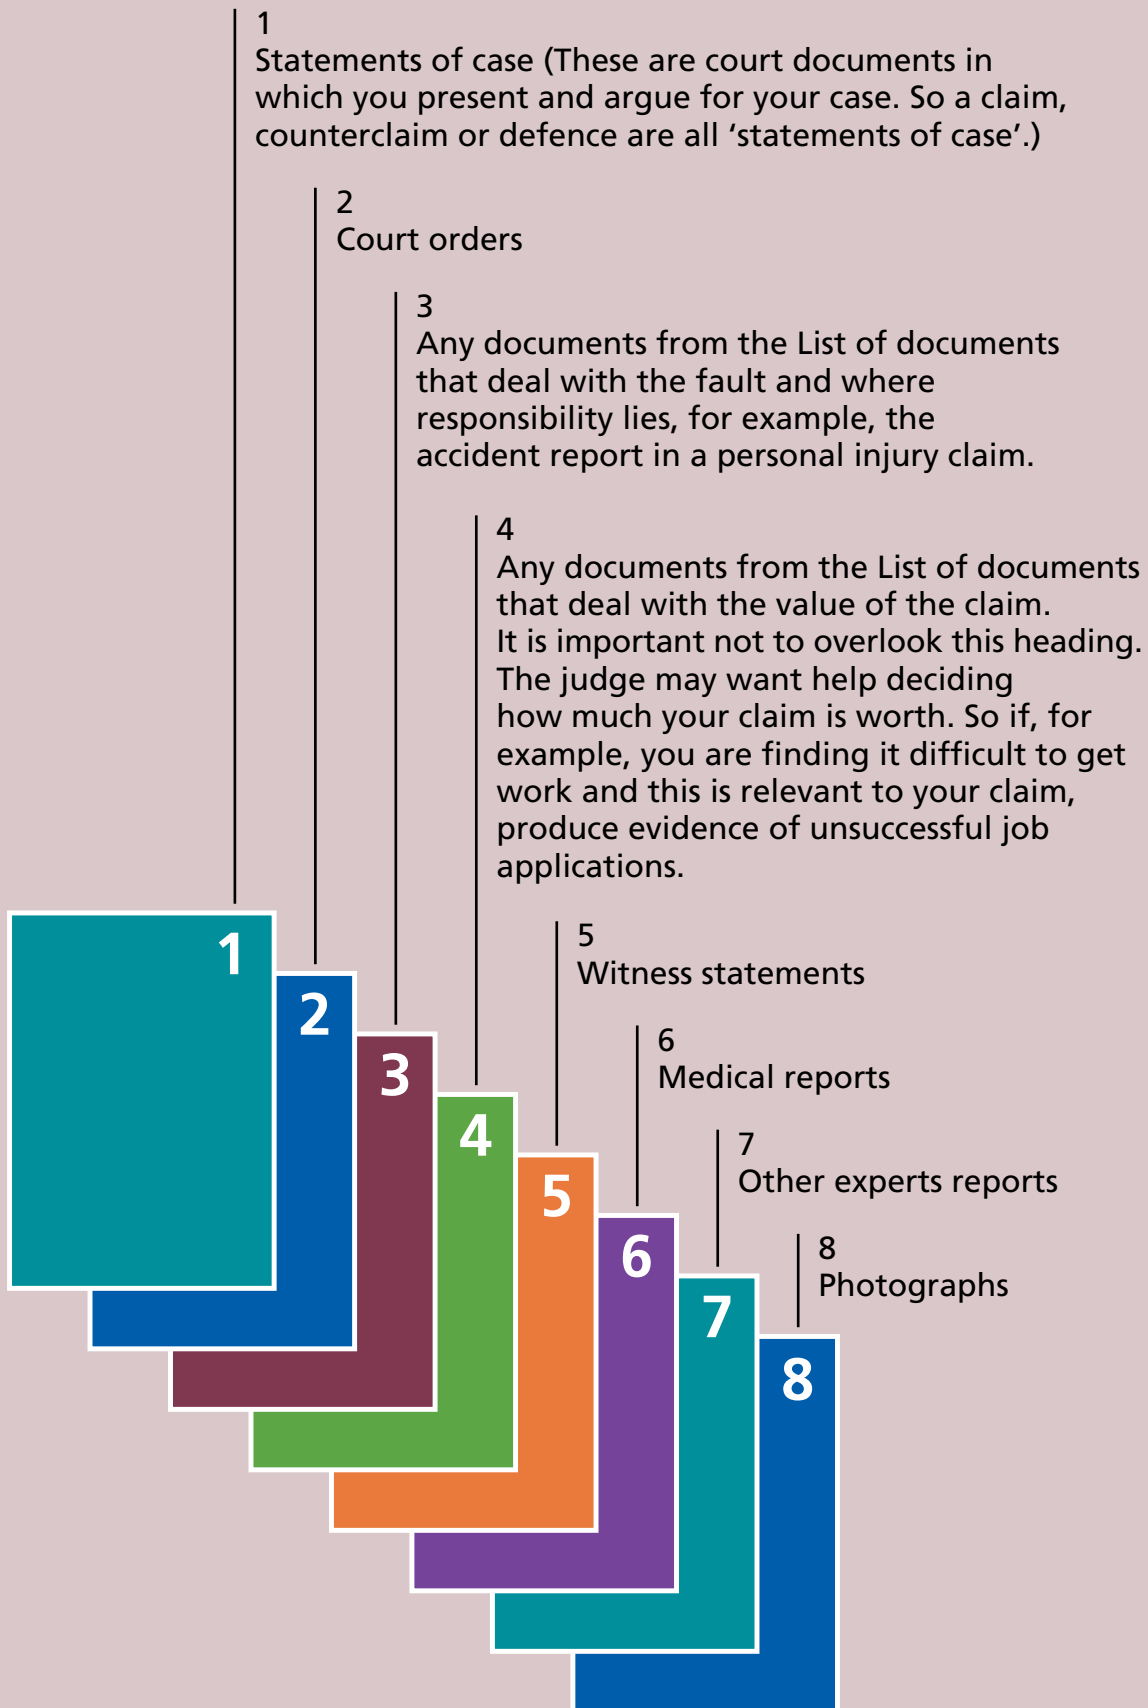 1
Statements of case (These are court documents in
which you present and argue for your case. So a claim,
counterclaim or defence are all ‘statements of case’.)
2
Court orders
3
Any documents from the List of documents
that deal with the fault and where
responsibility lies, for example, the
accident report in a personal injury claim.
4
Any documents from the List of documents
that deal with the value of the claim.
It is important not to overlook this heading.
The judge may want help deciding
how much your claim is worth. So if, for
example, you are finding it difficult to get
work and this is relevant to your claim,
produce evidence of unsuccessful job
applications.
5
Witness statements
6
Medical reports
7
Other experts reports
8
Photographs
1
2
3
4
5
6
7
8